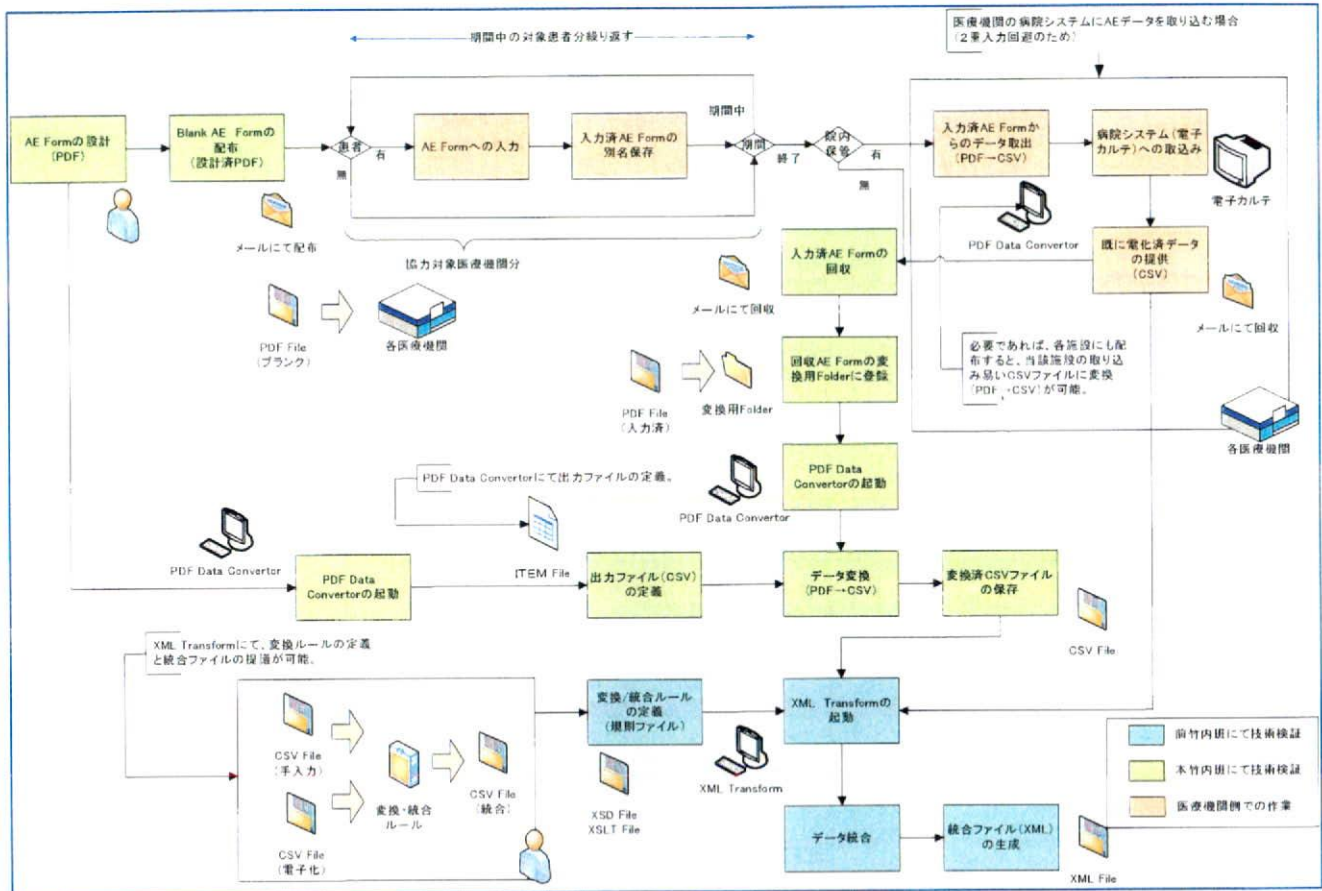 医療機関の病院システムにAEデータを取り込む場合
(2重入力回避のため)
期間中の対象患者分繰り返す
期間中
AE Formの設計
(PDF)
Blank AE Formの
配布
(設計済PDF)
患者
有
無
AE Formへの入力
入力済AE Formの
別名保存
期間
終了
院内
保管
有
無
入力済AE Formか
らのデータ取出
(PDF→CSV)
病院システム(電子
カルテ)への取込み
電子カルテ
メールにて配布
協力対象医療機関分
PDF File
(ブランク)
各医療機関
PDF Data Convertor
入力済AE Formの
回収
メールにて回収
既に電化済データ
の提供
(CSV)
メールにて回収
必要であれば、各施設にも配
布すると、当該施設の取り込
み易いCSVファイルに変換
(PDF→CSV)が可能。
各医療機関
回収AE Formの変
換用Folderに登録
PDF File
(入力済)
変換用Folder
PDF Data
Convertorの起動
PDF Data Convertor
PDF Data Convertorにて出力ファイルの定義。
ITEM File
PDF Data Convertor
PDF Data
Convertorの起動
出力ファイル(CSV)
の定義
データ変換
(PDF→CSV)
変換済CSVファイル
の保存
CSV File
XML Transformにて、変換ルールの定義
と統合ファイルの提道が可能。
CSV File
(手入力)
CSV File
(電子化)
変換・統合
ルール
CSV File
(統合)
変換/統合ルール
の定義
(規則ファイル)
XSD File
XSLT File
XML Transform
XML Transformの
起動
データ統合
統合ファイル(XML)
の生成
XML File
前竹内班にて技術検証
本竹内班にて技術検証
医療機関側での作業